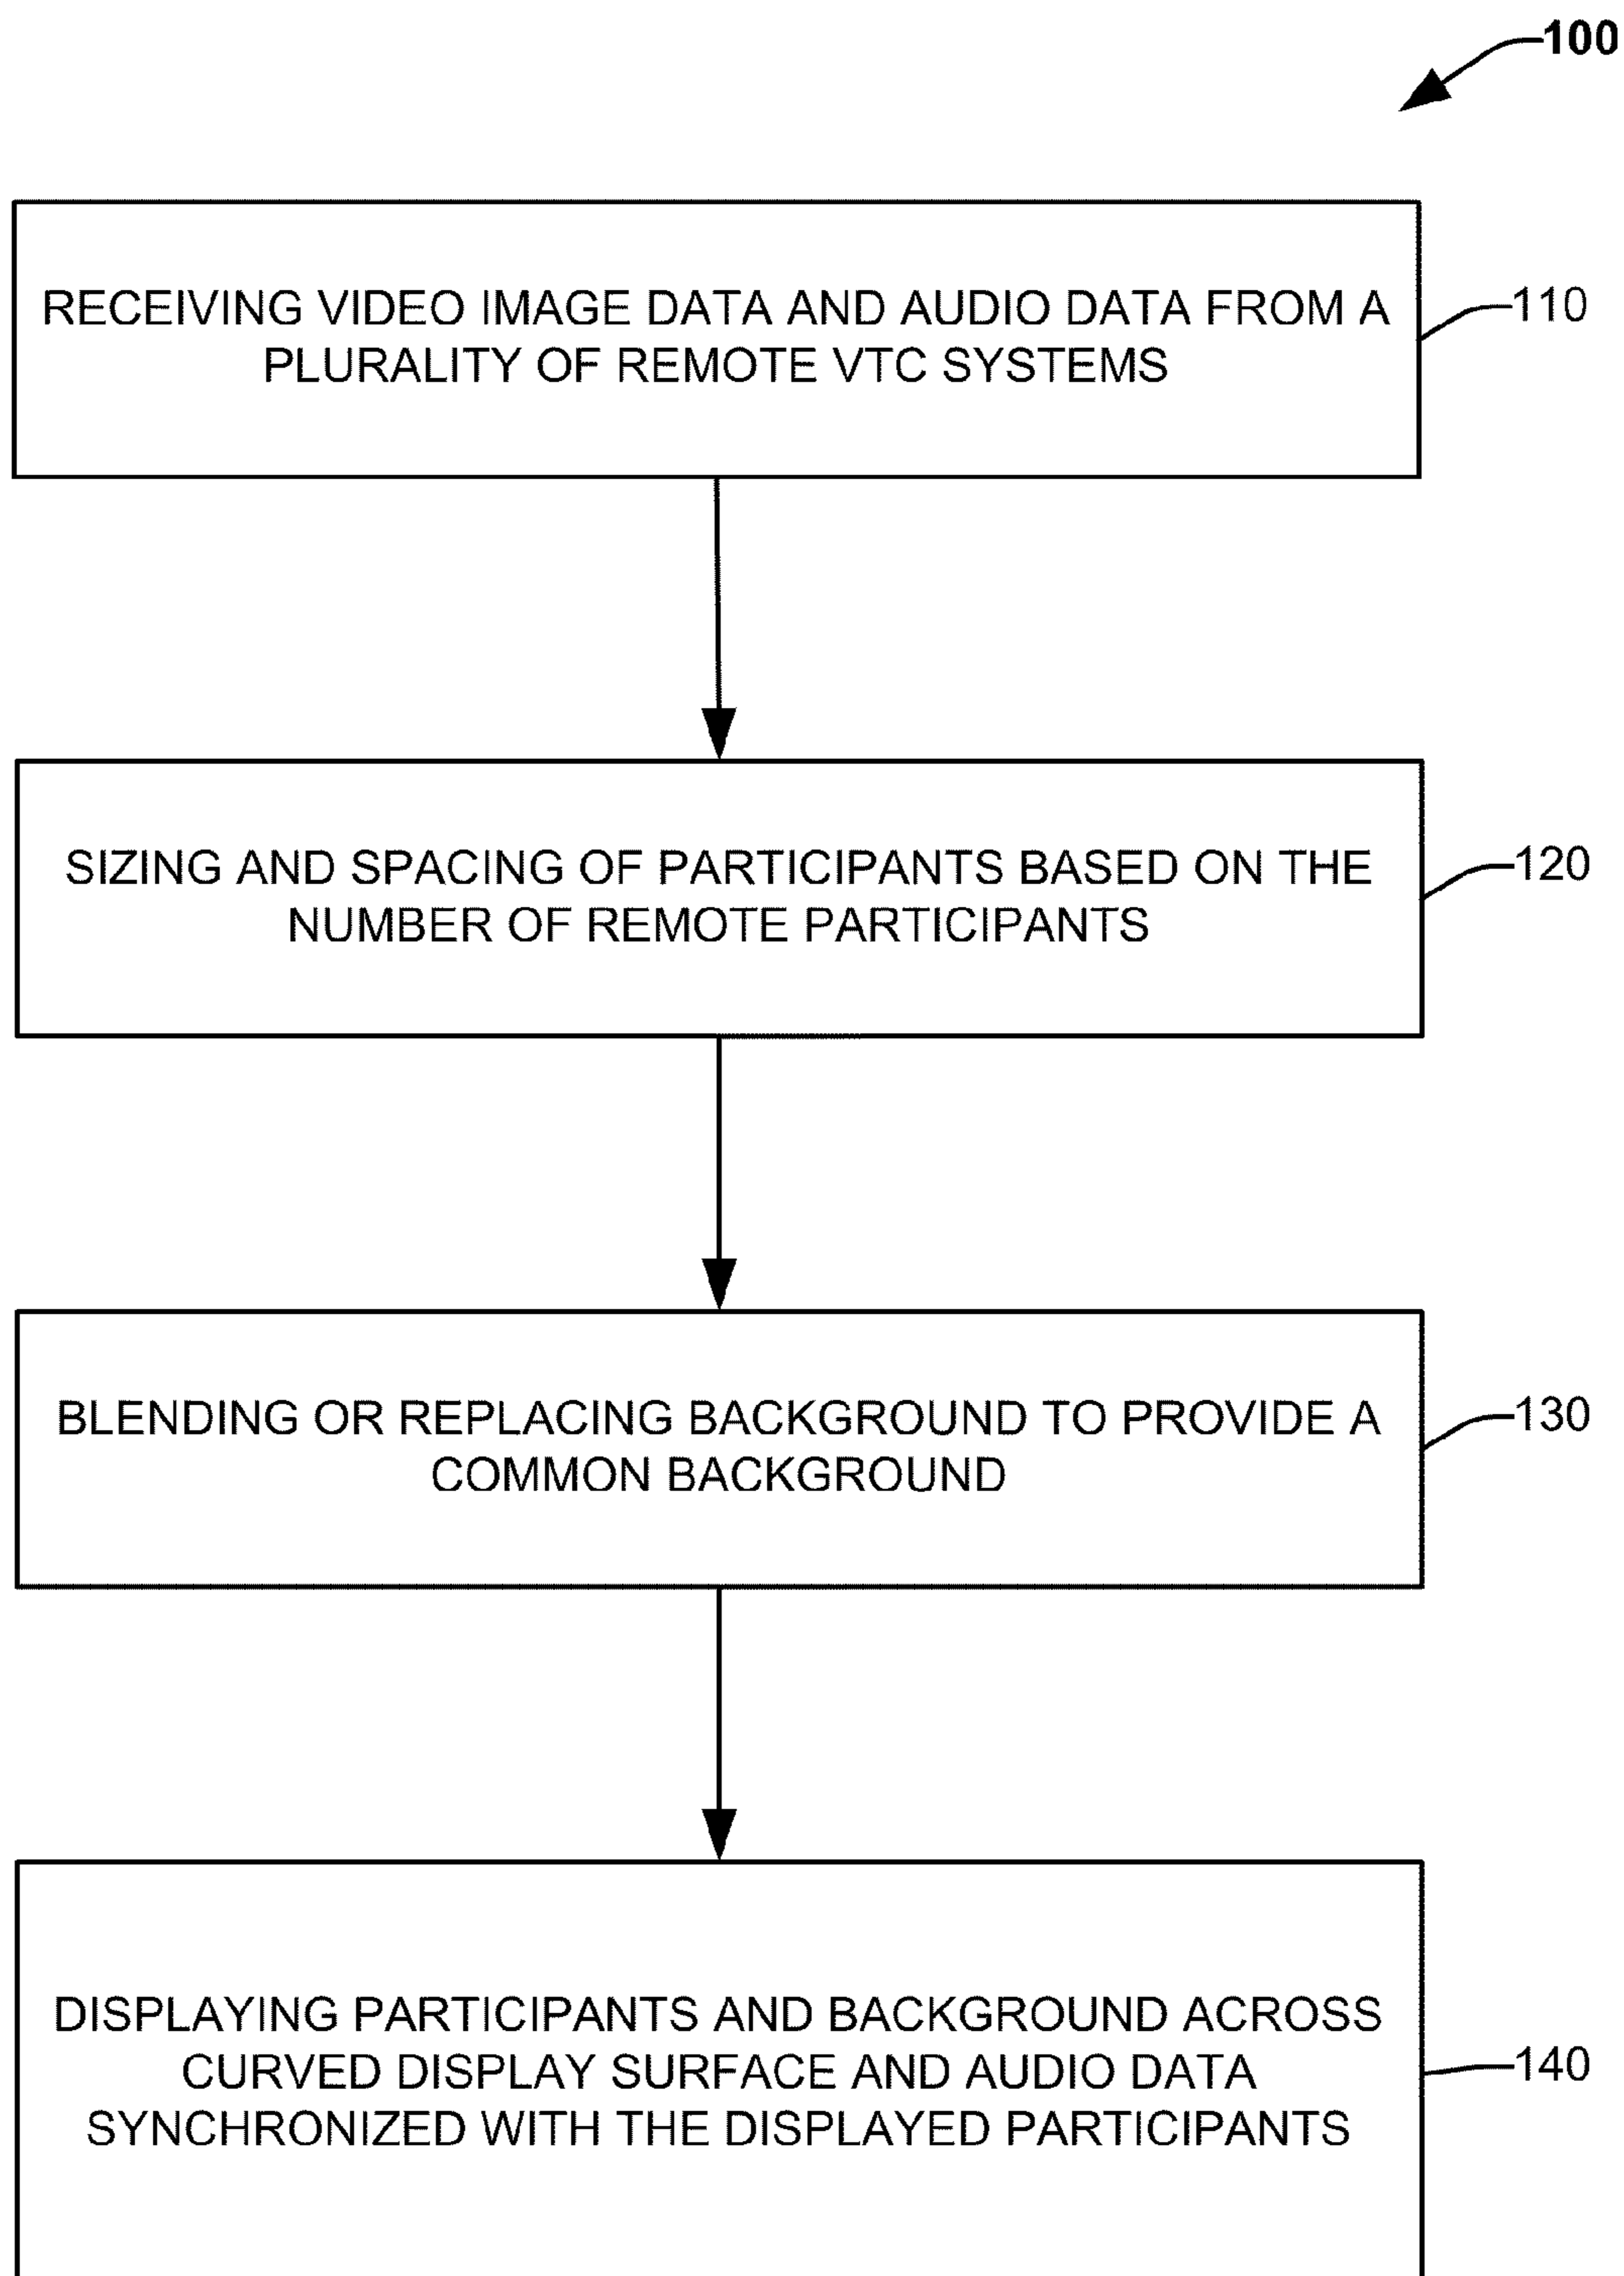 100
RECEIVING VIDEO IMAGE DATA AND AUDIO DATA FROM A
PLURALITY OF REMOTE VTC SYSTEMS
110
SIZING AND SPACING OF PARTICIPANTS BASED ON THE
NUMBER OF REMOTE PARTICIPANTS
120
BLENDING OR REPLACING BACKGROUND TO PROVIDE A
COMMON BACKGROUND
130
DISPLAYING PARTICIPANTS AND BACKGROUND ACROSS
CURVED DISPLAY SURFACE AND AUDIO DATA
SYNCHRONIZED WITH THE DISPLAYED PARTICIPANTS
140